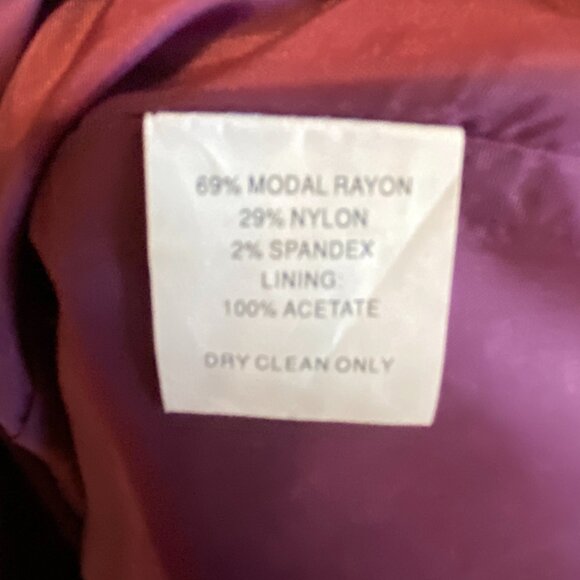 69% MODAL RAYON
29% NYLON
2% SPANDEX
LINING:
100% ACETATE
DRY CLEAN ONLY